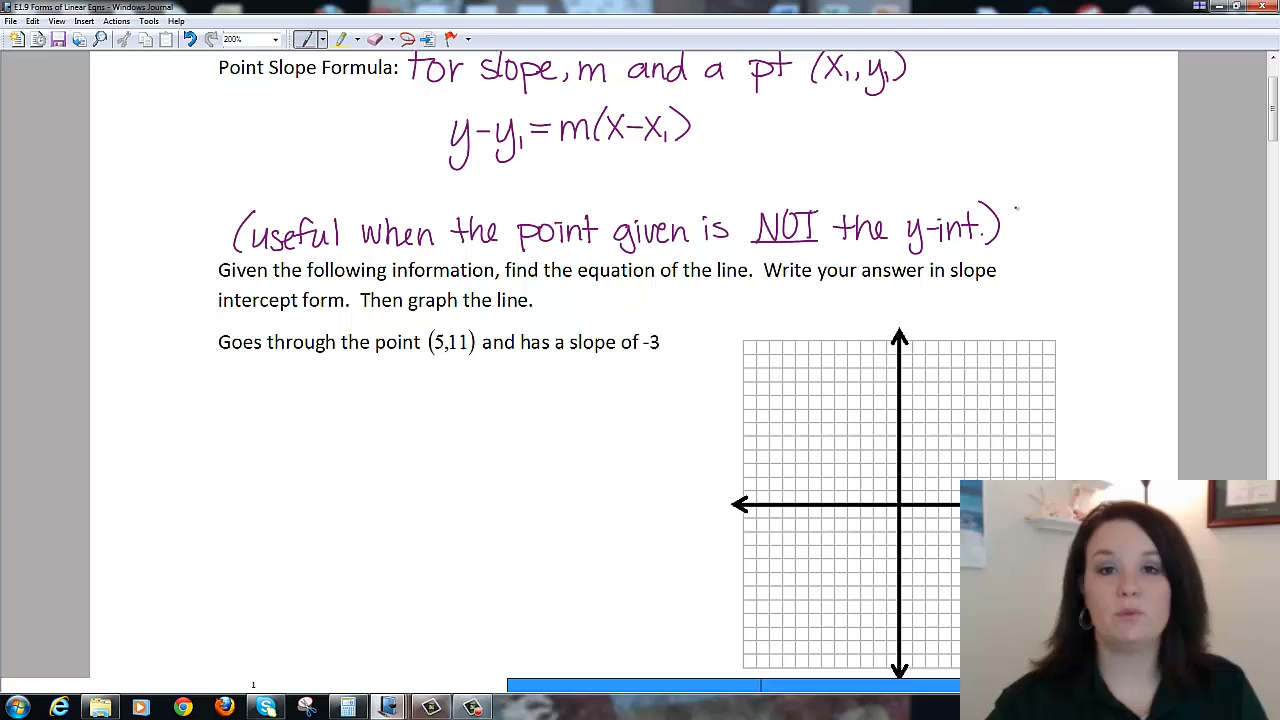 E1.9 Forms of Linear Eqns - Windows Journal
File Edit View Insert Actions Tools Help
200%
Point Slope Formula: for slope, m and a pt (x₁, y₁)
y-y₁=m(x-x₁)
(useful when the point given is NOT the y-int.)
Given the following information, find the equation of the line. Write your answer in slope
intercept form. Then graph the line.
Goes through the point (5,11) and has a slope of -3
1